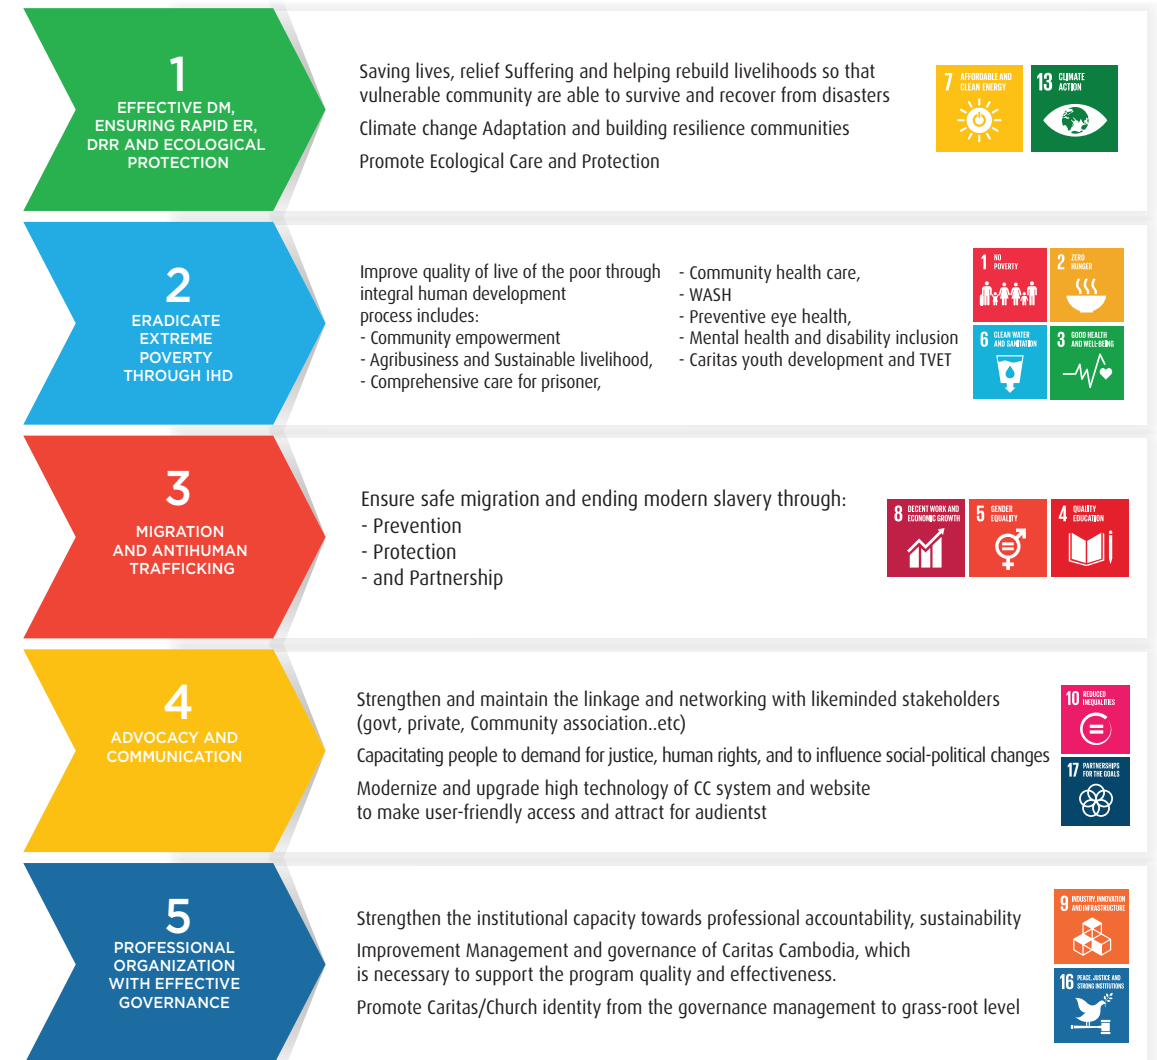 1
EFFECTIVE DM,
ENSURING RAPID ER,
DRR AND ECOLOGICAL
PROTECTION
Saving lives, relief Suffering and helping rebuild livelihoods so that
vulnerable community are able to survive and recover from disasters
Climate change Adaptation and building resilience communities
Promote Ecological Care and Protection
7 AFFORDABLE AND
CLEAN ENERGY
13 CLIMATE
ACTION
2
ERADICATE
EXTREME
POVERTY
THROUGH IHD
Improve quality of live of the poor through
integral human development
process includes:
- Community empowerment
- Agribusiness and Sustainable livelihood,
- Comprehensive care for prisoner,
- Community health care,
- WASH
- Preventive eye health,
- Mental health and disability inclusion
- Caritas youth development and TVET
1 NO
POVERTY
2 ZERO
HUNGER
6 CLEAN WATER
AND SANITATION
3 GOOD HEALTH
AND WELL-BEING
3
MIGRATION
AND ANTIHUMAN
TRAFFICKING
Ensure safe migration and ending modern slavery through:
- Prevention
- Protection
- and Partnership
8 DECENT WORK AND
ECONOMIC GROWTH
5 GENDER
EQUALITY
4 QUALITY
EDUCATION
4
ADVOCACY AND
COMMUNICATION
Strengthen and maintain the linkage and networking with likeminded stakeholders
(govt, private, Community association..etc)
Capacitating people to demand for justice, human rights, and to influence social-political changes
Modernize and upgrade high technology of CC system and website
to make user-friendly access and attract for audientst
10 REDUCED
INEQUALITIES
17 PARTNERSHIPS
FOR THE GOALS
5
PROFESSIONAL
ORGANIZATION
WITH EFFECTIVE
GOVERNANCE
Strengthen the institutional capacity towards professional accountability, sustainability
Improvement Management and governance of Caritas Cambodia, which
is necessary to support the program quality and effectiveness.
Promote Caritas/Church identity from the governance management to grass-root level
9 INDUSTRY, INNOVATION
AND INFRASTRUCTURE
16 PEACE, JUSTICE AND
STRONG INSTITUTIONS